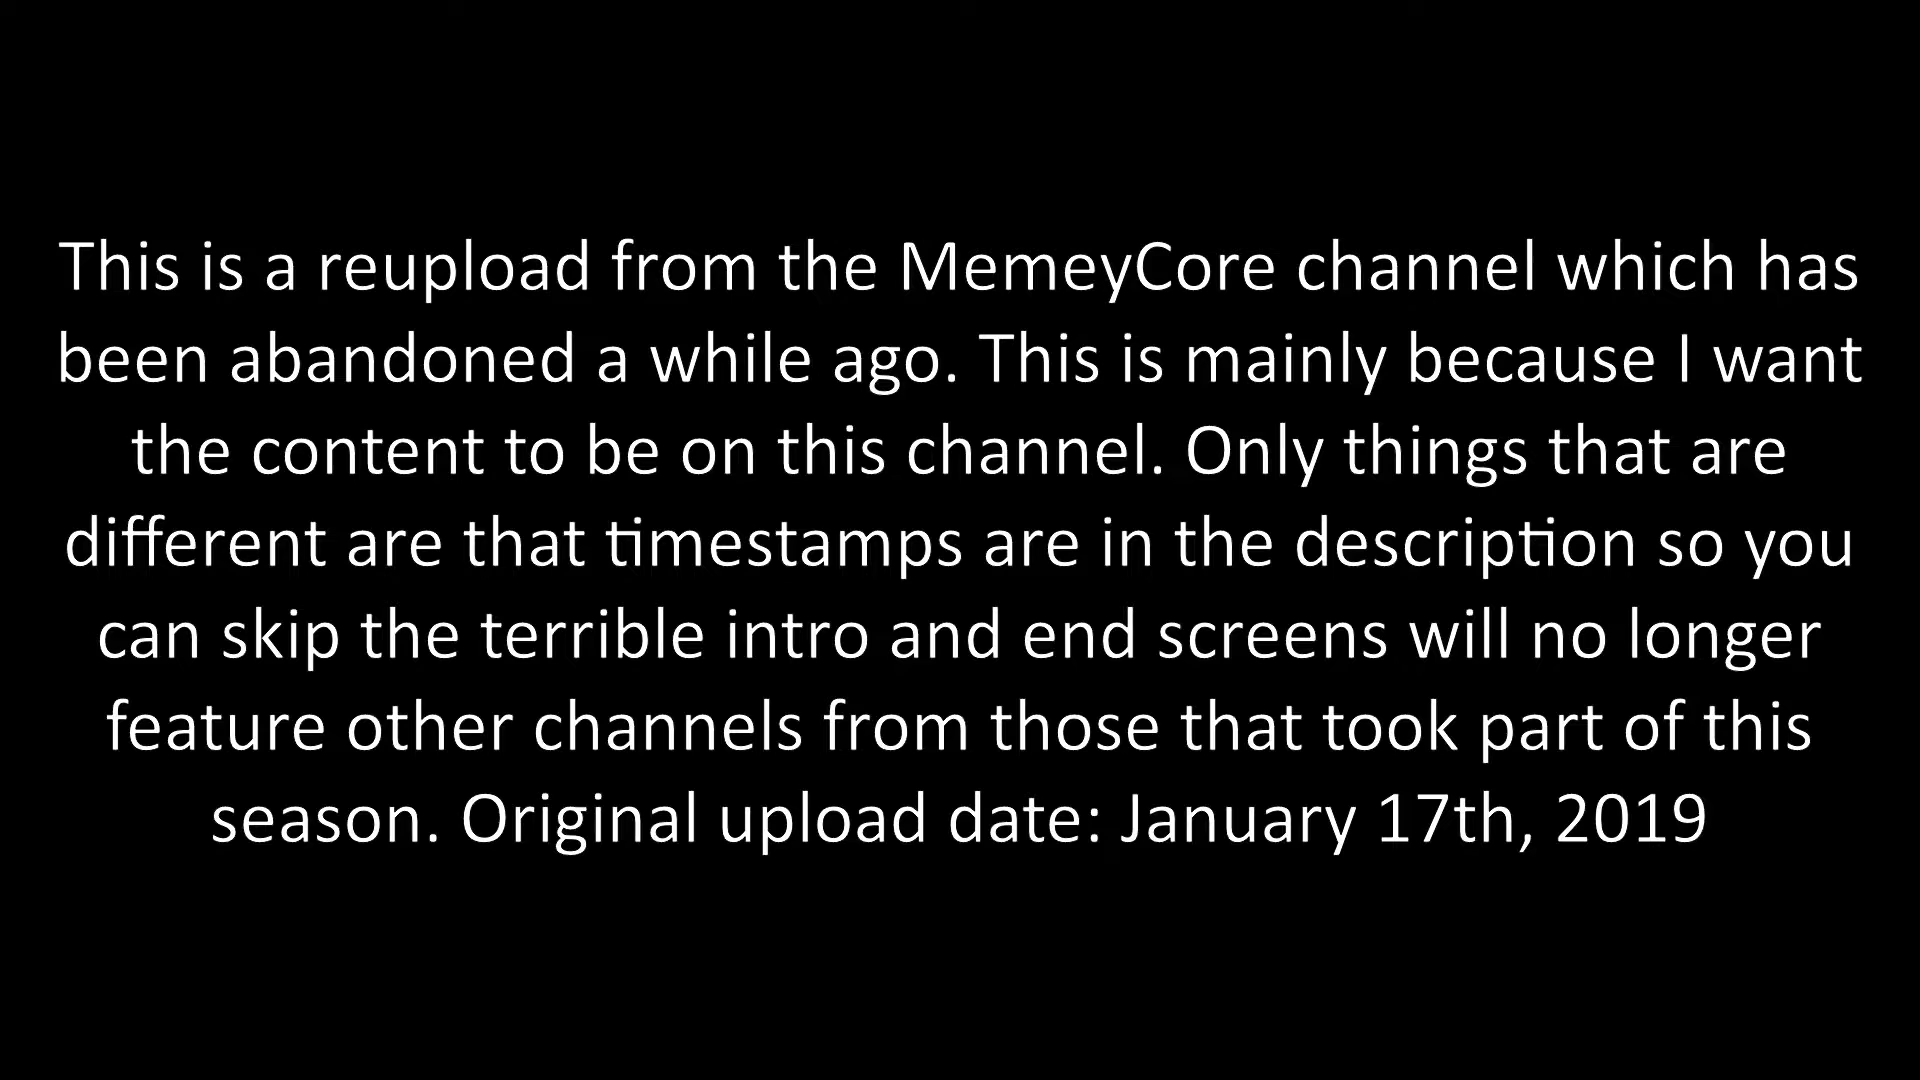 This is a reupload from the MemeyCore channel which has
been abandoned a while ago. This is mainly because I want
the content to be on this channel. Only things that are
different are that timestamps are in the description so you
can skip the terrible intro and end screens will no longer
feature other channels from those that took part of this
season. Original upload date: January 17th, 2019